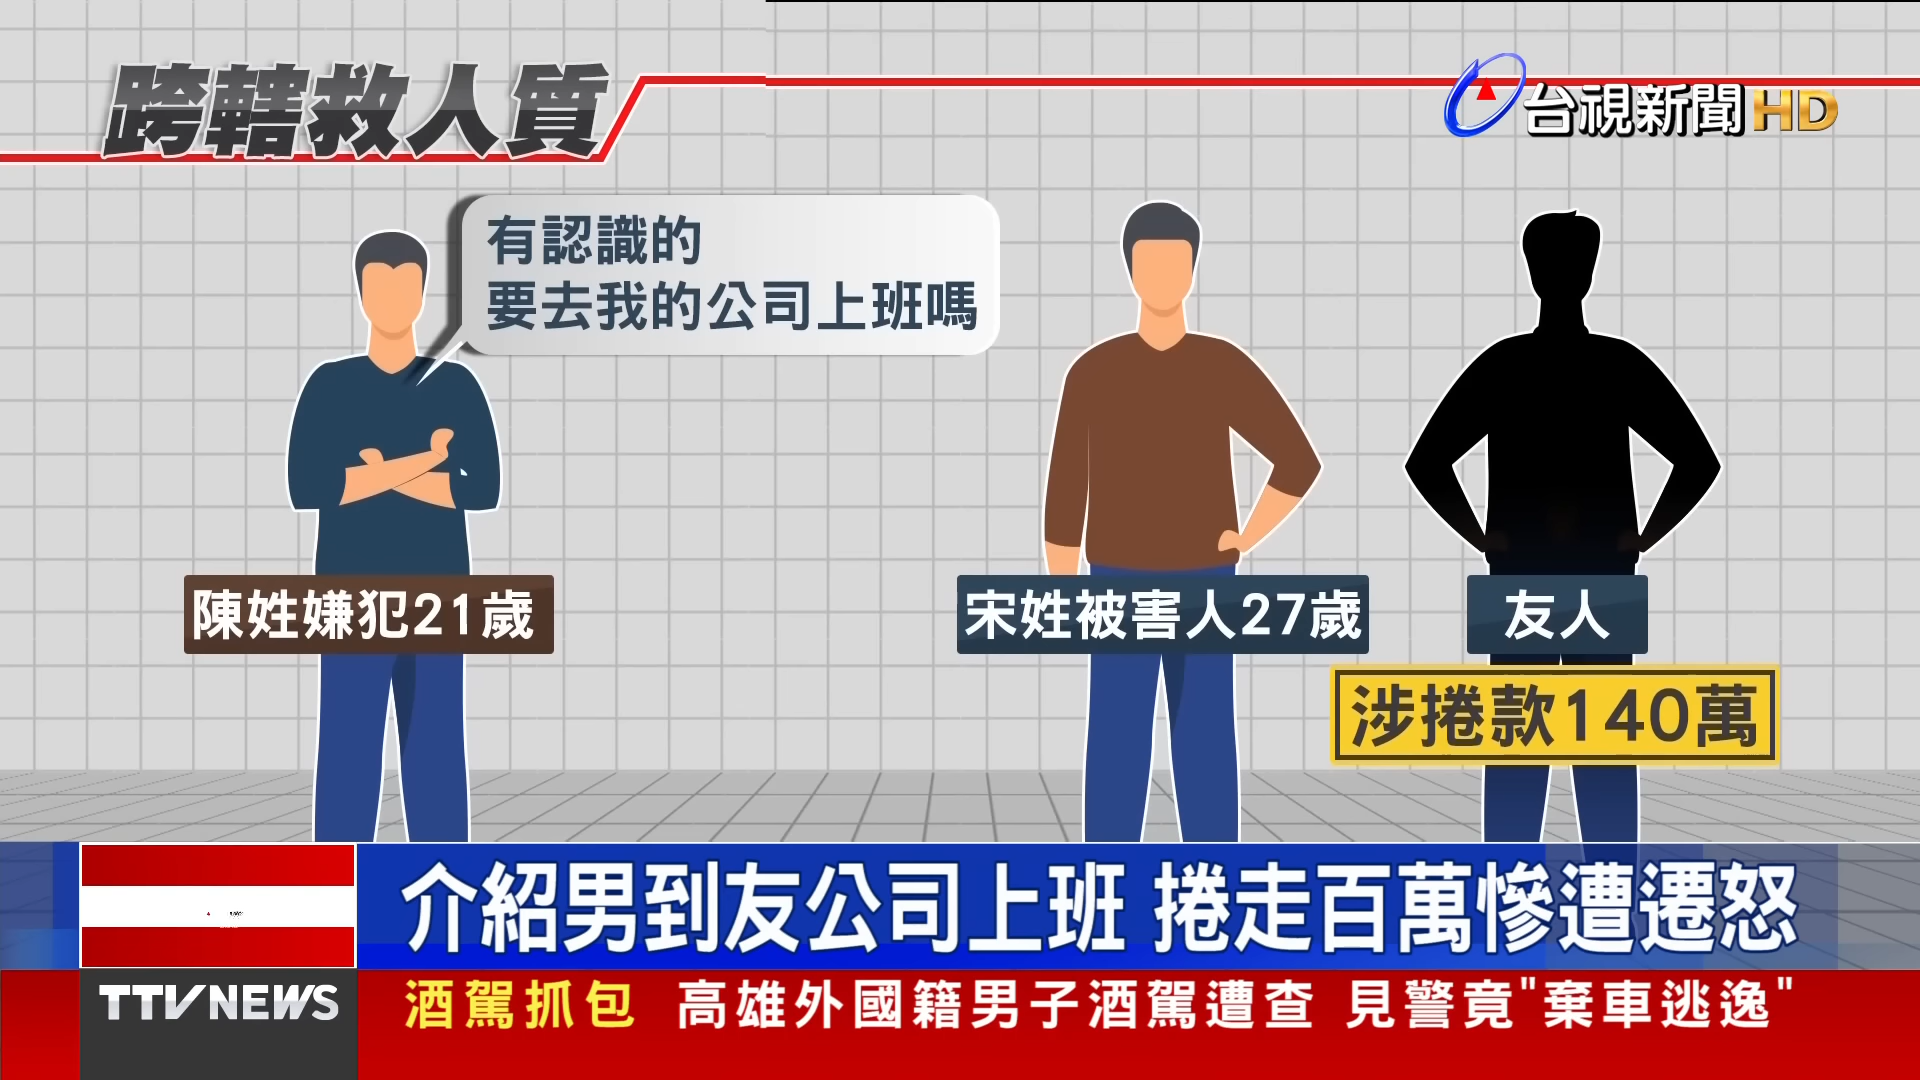 跨轄救人質
台視新聞HD
有認識的
要去我的公司上班嗎
陳姓嫌犯21歲
宋姓被害人27歲
友人
涉捲款140萬
介紹男到友公司上班 捲走百萬慘遭遷怒
TTV NEWS
酒駕抓包 高雄外國籍男子酒駕遭查 見警竟"棄車逃逸"